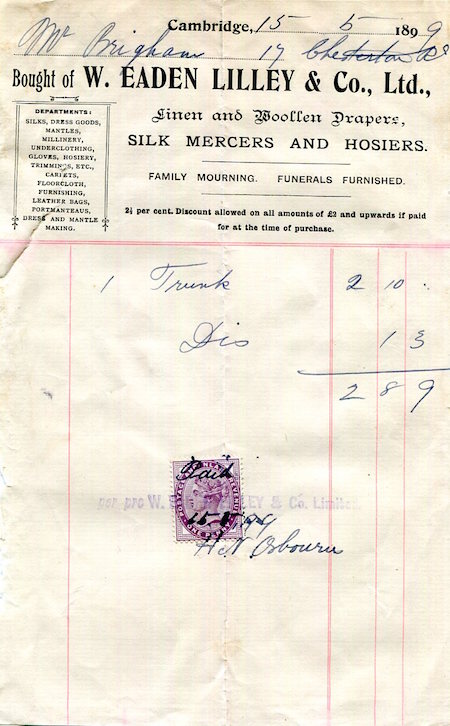 Cambridge, 15 5 1899
Mr Brigham 17 Chesterton Rd
Bought of W. EADEN LILLEY & Co., Ltd.,
DEPARTMENTS:
SILKS, DRESS GOODS,
MANTLES,
MILLINERY,
UNDERCLOTHING,
GLOVES, HOSIERY,
TRIMMINGS, ETC.,
CARPETS,
FLOORCLOTH,
FURNISHING,
LEATHER BAGS,
PORTMANTEAUS,
DRESS AND MANTLE
MAKING.
Linen and Woollen Drapers,
SILK MERCERS AND HOSIERS.
FAMILY MOURNING. FUNERALS FURNISHED.
2½ per cent. Discount allowed on all amounts of £2 and upwards if paid
for at the time of purchase.
1 Trunk 2 10 .
Dis 1 3
2 8 9
Paid
per pro W. LILLEY & Co. Limited.
15-5-99
H. N. Osbourn